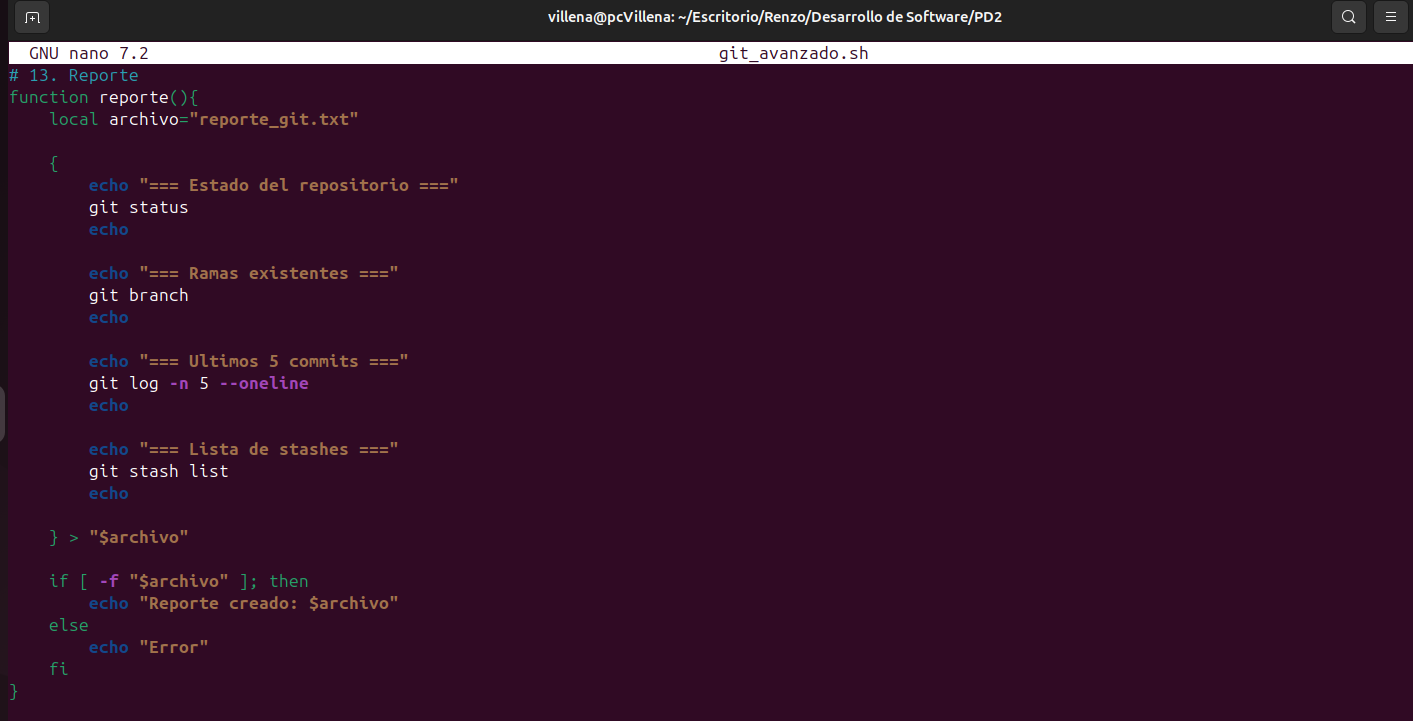 villena@pcVillena: ~/Escritorio/Renzo/Desarrollo de Software/PD2
GNU nano 7.2 git_avanzado.sh
# 13. Reporte
function reporte(){
    local archivo="reporte_git.txt"
    {
        echo "=== Estado del repositorio ==="
        git status
        echo
        echo "=== Ramas existentes ==="
        git branch
        echo
        echo "=== Ultimos 5 commits ==="
        git log -n 5 --oneline
        echo
        echo "=== Lista de stashes ==="
        git stash list
        echo
    } > "$archivo"
    if [ -f "$archivo" ]; then
        echo "Reporte creado: $archivo"
    else
        echo "Error"
    fi
}